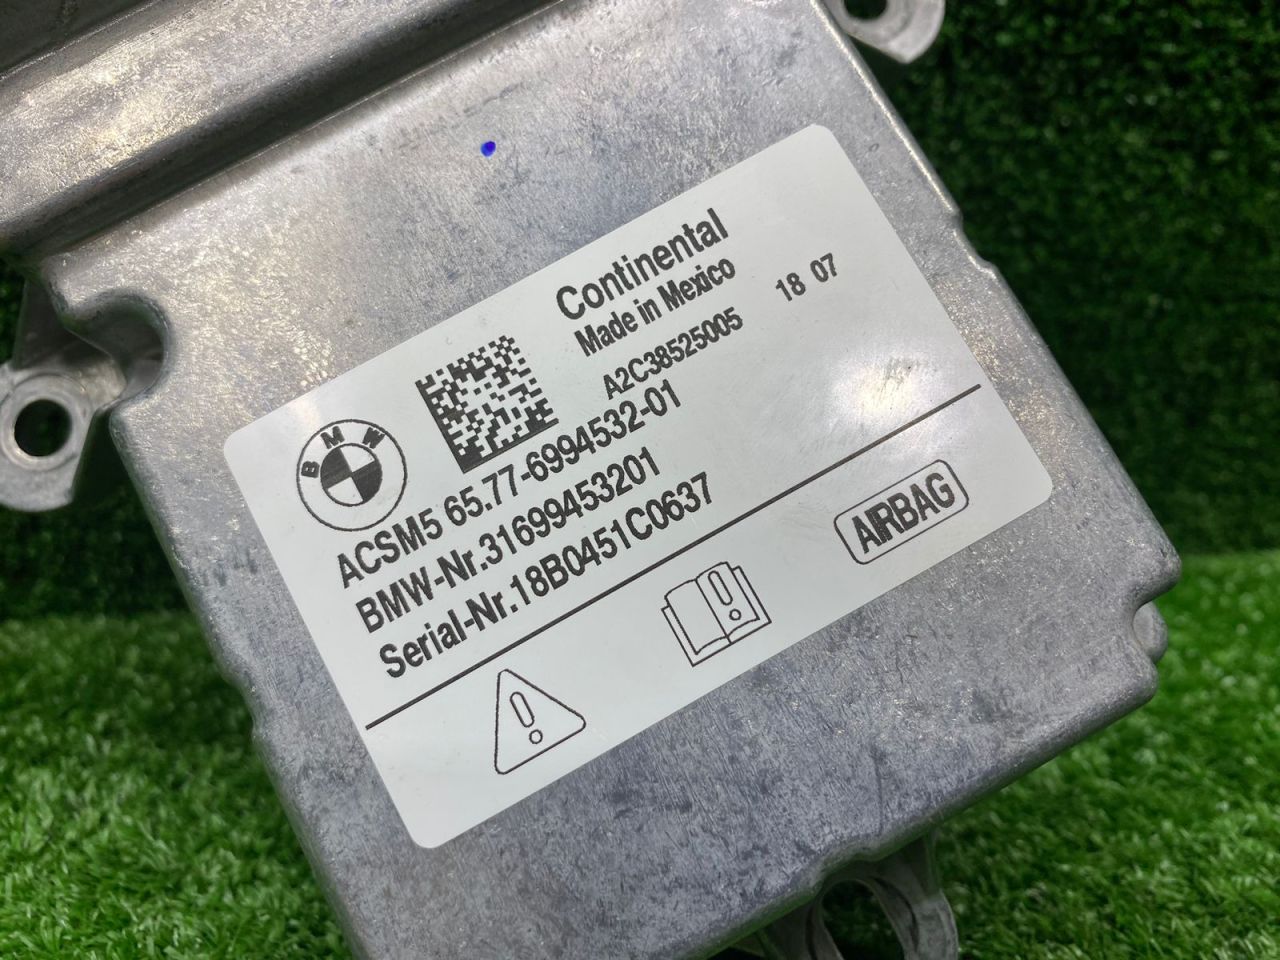 Continental
Made in Mexico
A2C38525005 18 07
BMW
ACSM5 65.77-6994532-01
BMW-Nr.31699453201
Serial-Nr.18B0451C0637
AIRBAG